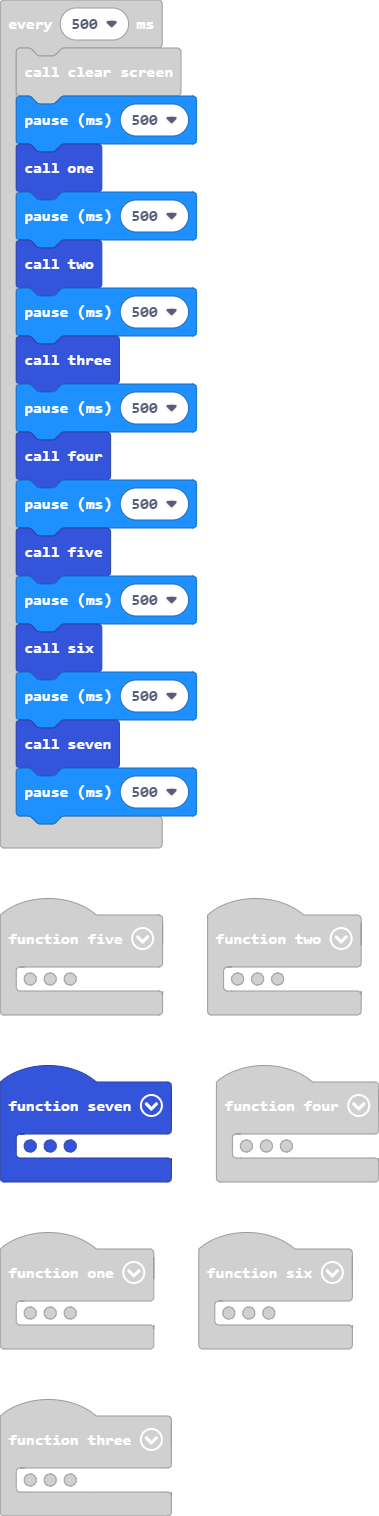 every 500 ms
call clear screen
pause (ms) 500
call one
pause (ms) 500
call two
pause (ms) 500
call three
pause (ms) 500
call four
pause (ms) 500
call five
pause (ms) 500
call six
pause (ms) 500
call seven
pause (ms) 500
function five
function two
function seven
function four
function one
function six
function three